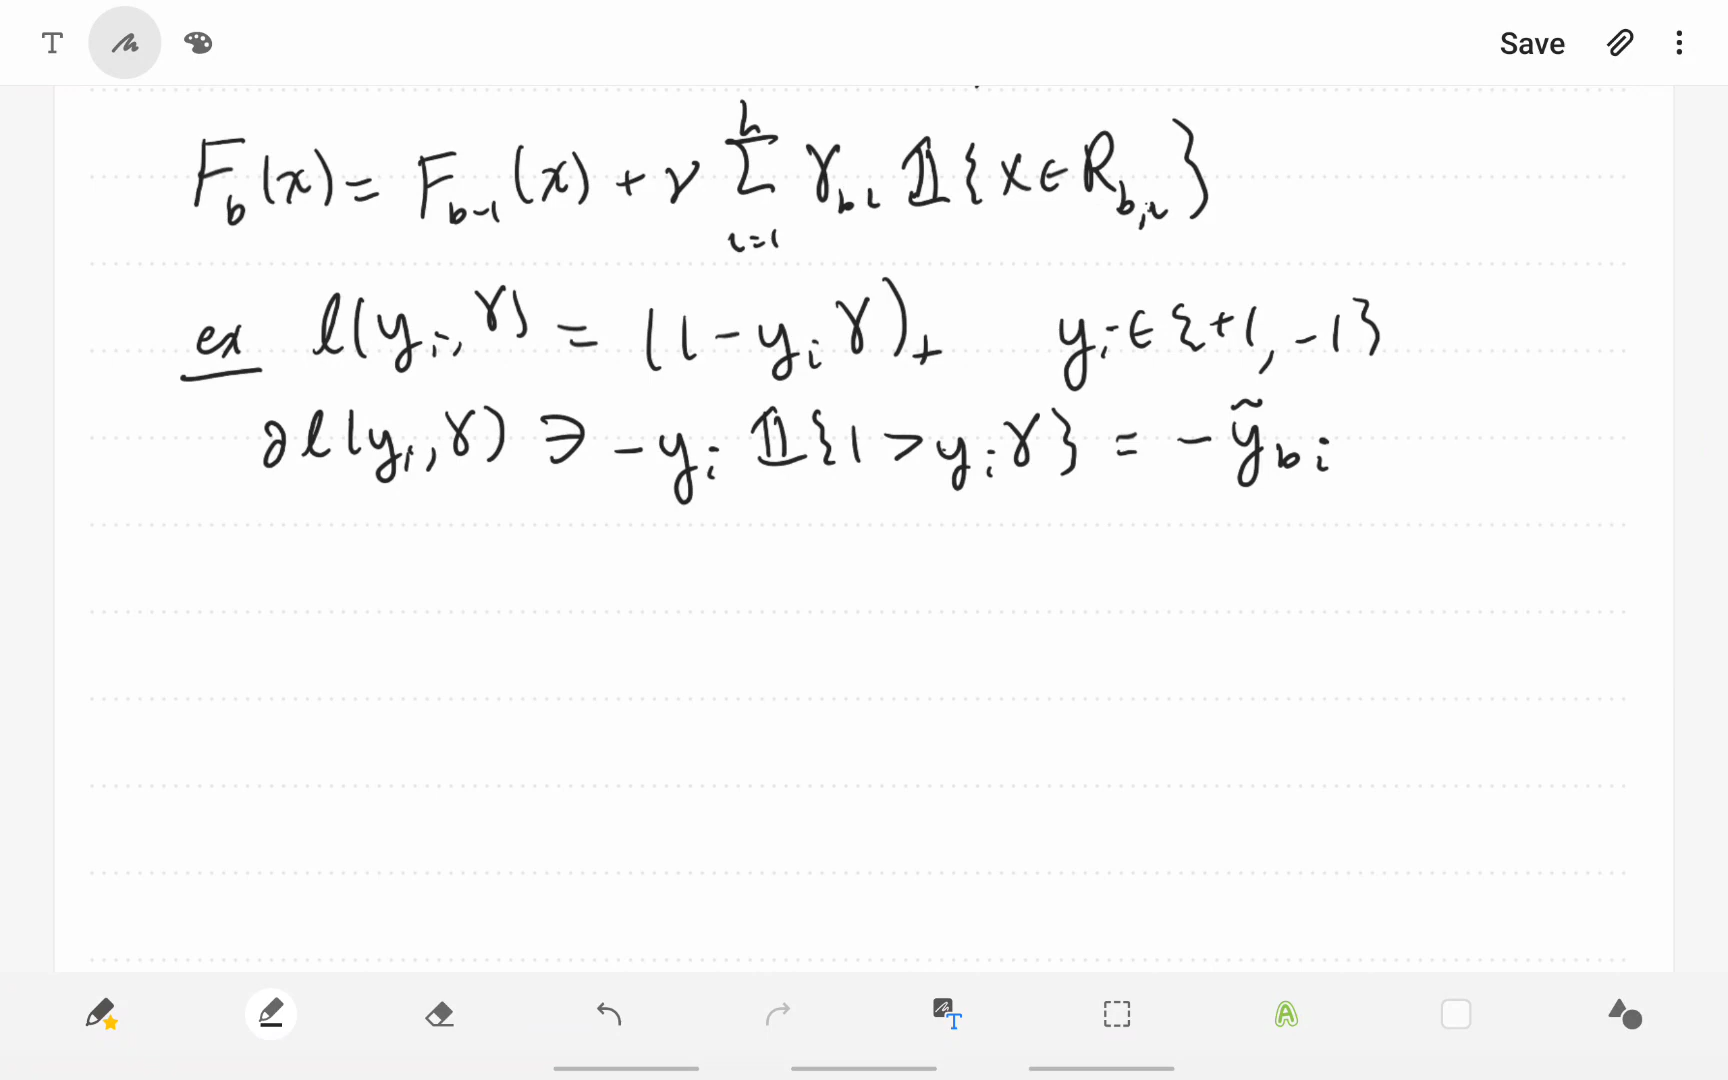 Save
F_b(x) = F_{b-1}(x) + ν Σ_{i=1}^{h} γ_{bi} 𝟙{x ∈ R_{b,i}}
ex ℓ(y_i, γ) = (1 - y_i γ)_+ y_i ∈ {+1, -1}
∂ℓ(y_i, γ) ∋ -y_i 𝟙{1 > y_i γ} = -ỹ_{bi}